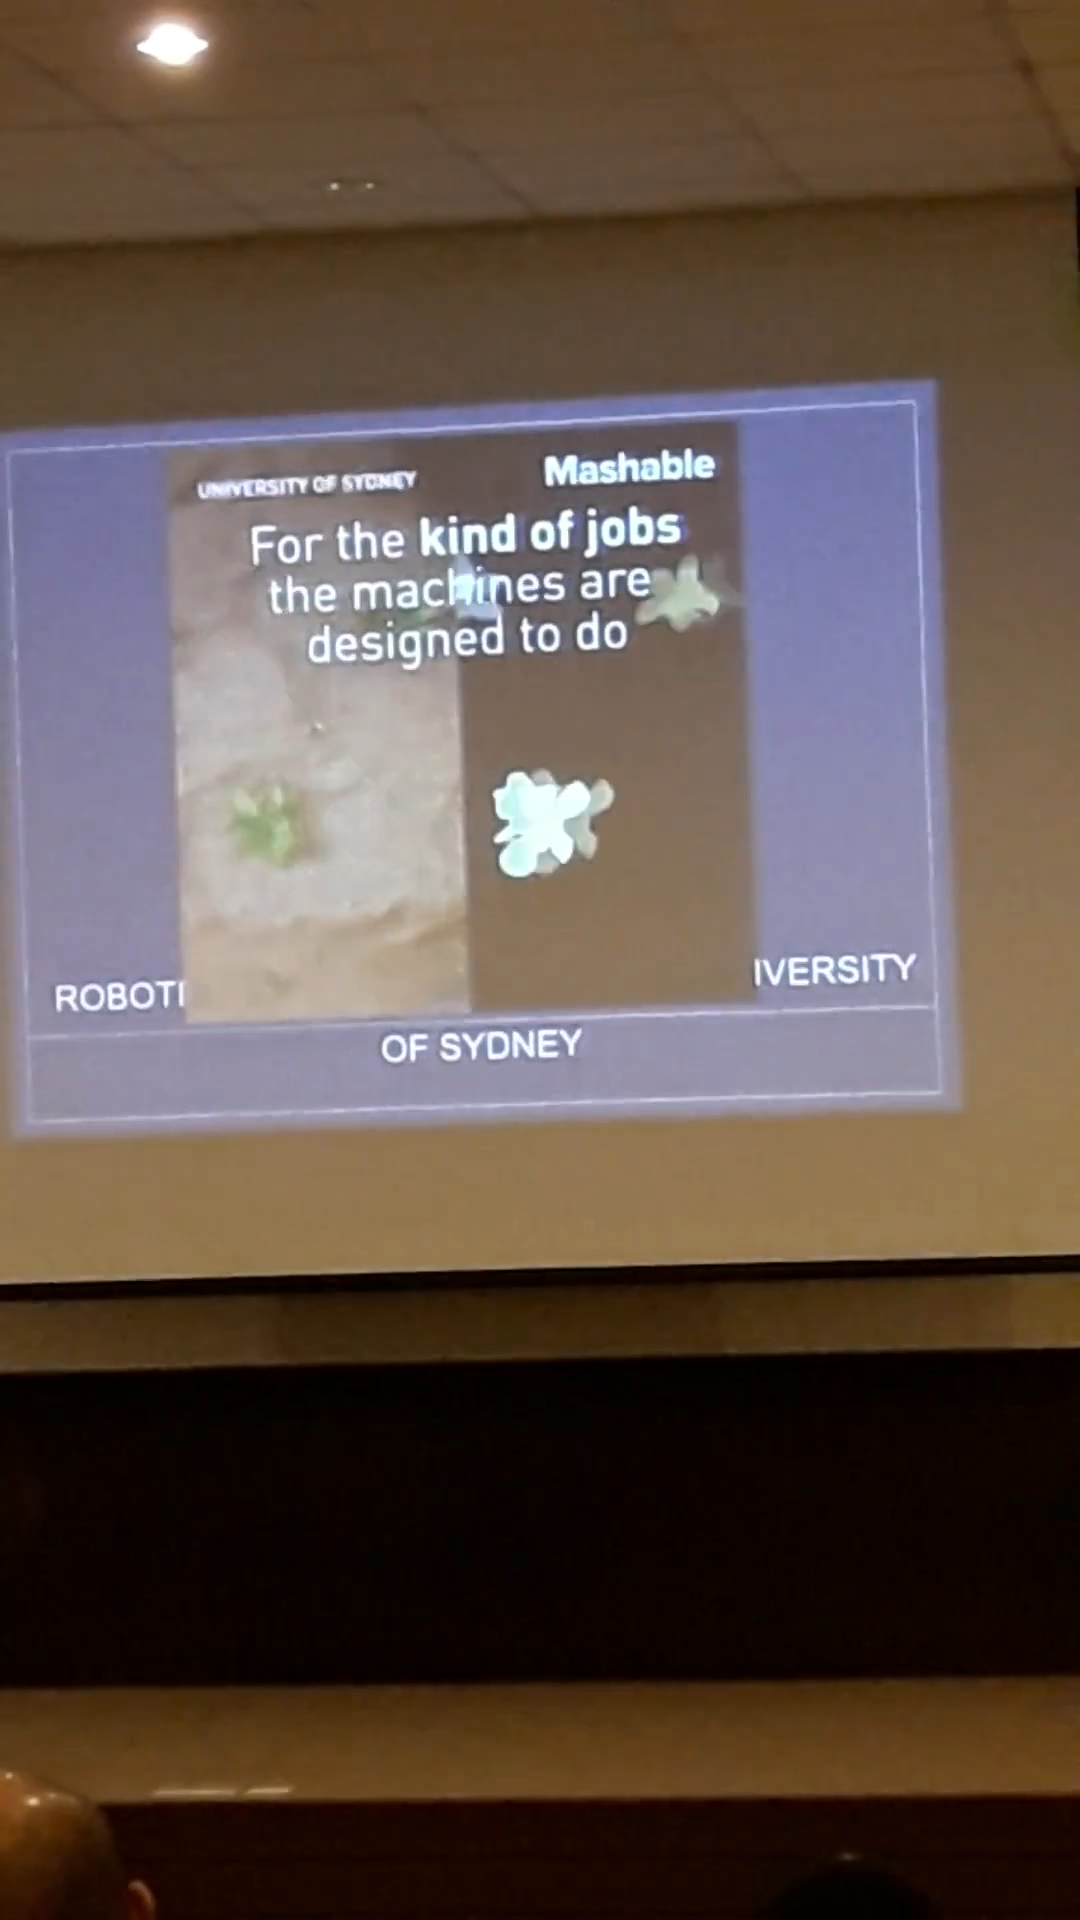 UNIVERSITY OF SYDNEY
Mashable
For the kind of jobs
the machines are
designed to do
ROBOTI IVERSITY
OF SYDNEY